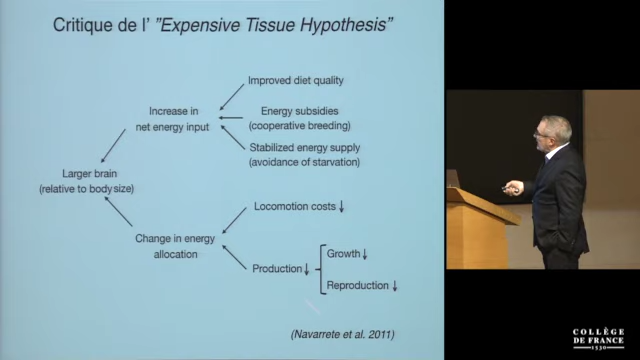 Critique de l' "Expensive Tissue Hypothesis"
Improved diet quality
Increase in
net energy input
Energy subsidies
(cooperative breeding)
Stabilized energy supply
(avoidance of starvation)
Larger brain
(relative to body size)
Locomotion costs ↓
Change in energy
allocation
Production ↓
Growth ↓
Reproduction ↓
(Navarrete et al. 2011)
COLLÈGE
DE FRANCE
1530